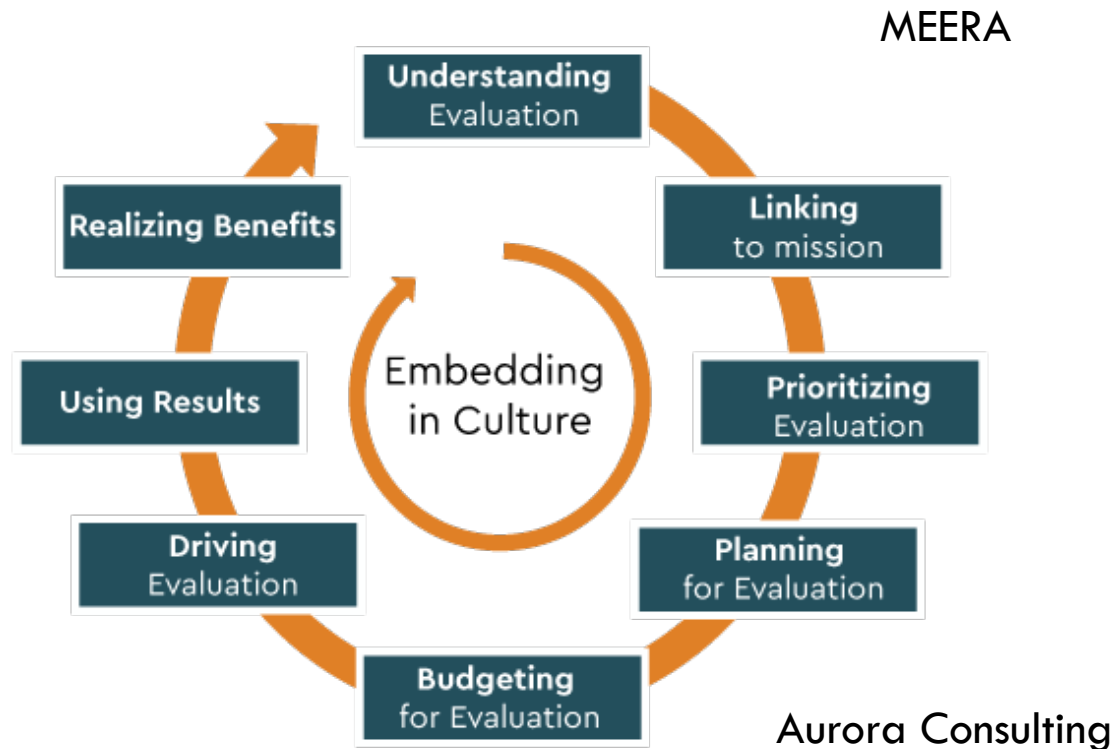 MEERA
Understanding
Evaluation
Linking
to mission
Prioritizing
Evaluation
Planning
for Evaluation
Budgeting
for Evaluation
Driving
Evaluation
Using Results
Realizing Benefits
Embedding
in Culture
Aurora Consulting